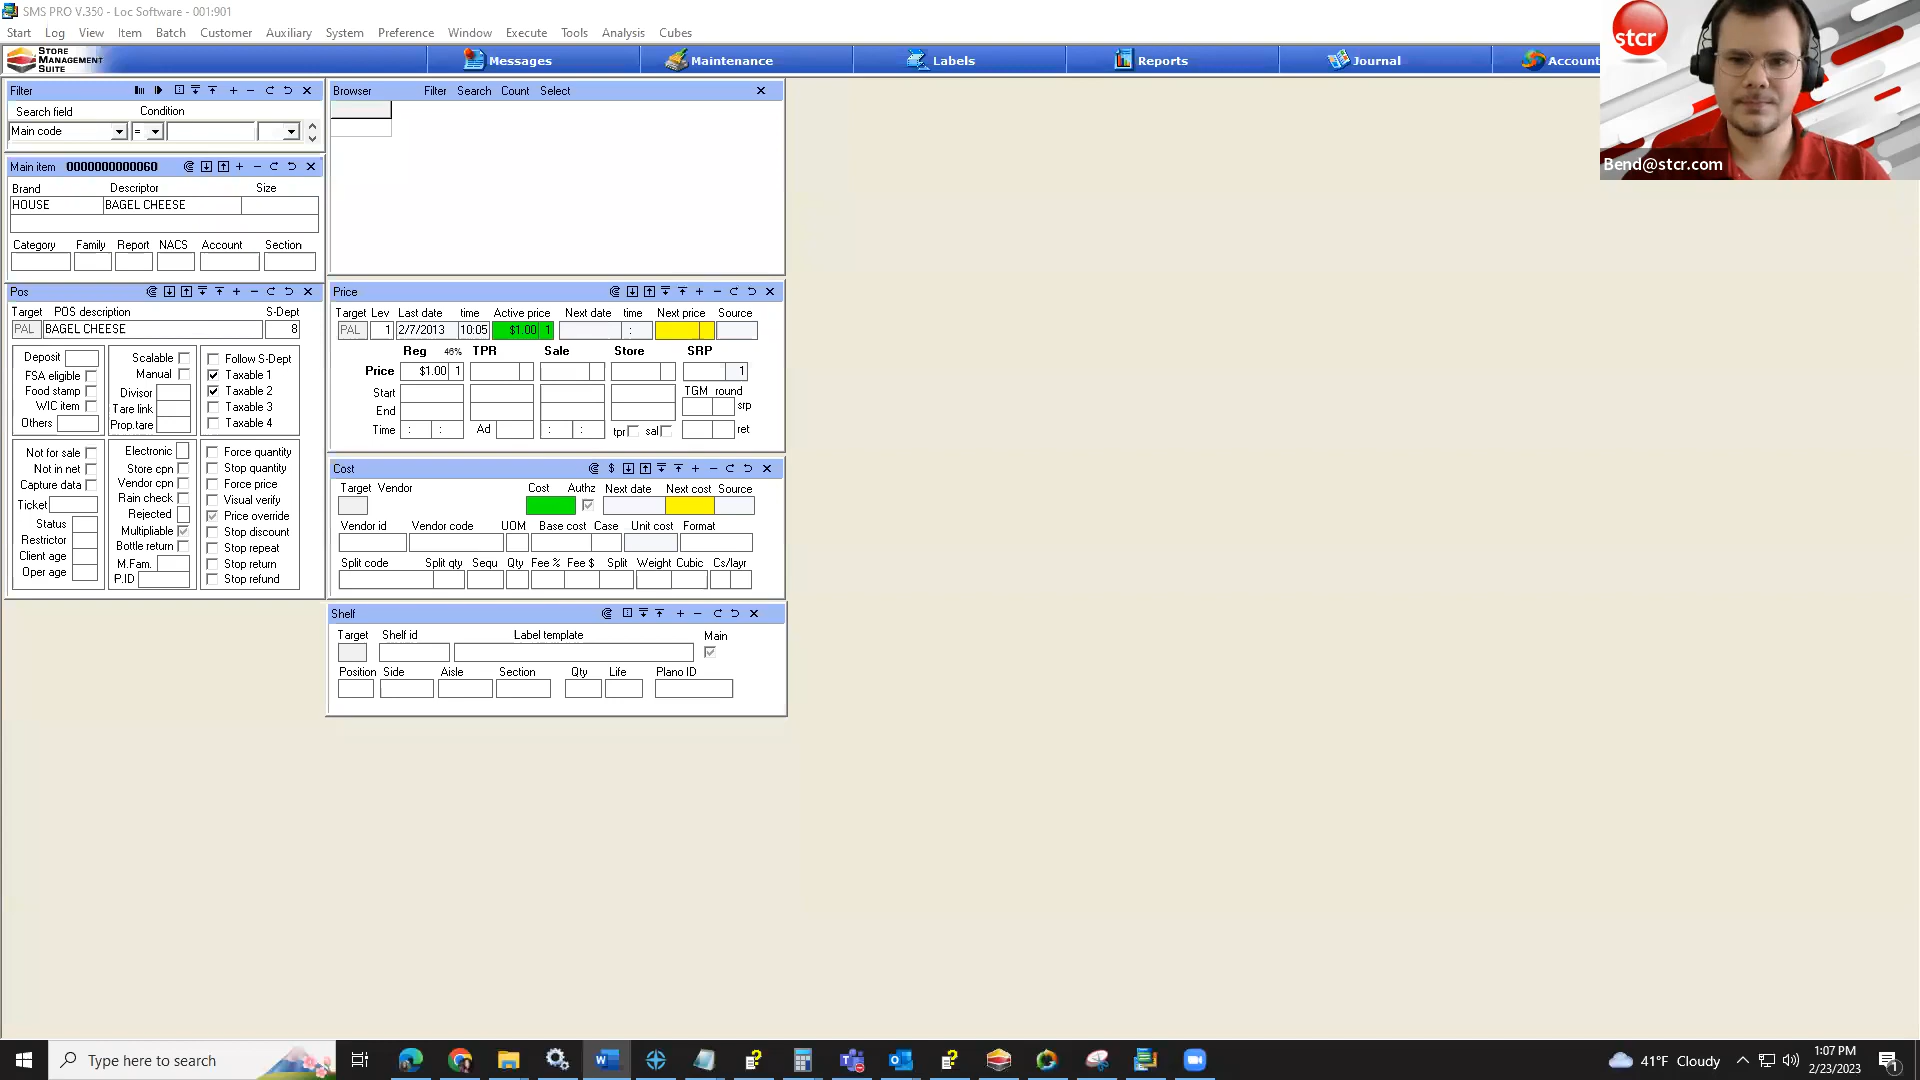 SMS PRO V.350 - Loc Software - 001:901
Start Log View Item Batch Customer Auxiliary System Preference Window Execute Tools Analysis Cubes
STORE
MANAGEMENT
SUITE
Messages Maintenance Labels Reports Journal Account
stcr
Bend@stcr.com
Filter
Search field Condition
Main code =
Browser Filter Search Count Select
Main item 0000000000060
Brand Descriptor Size
HOUSE BAGEL CHEESE
Category Family Report NACS Account Section
Pos
Target POS description S-Dept
PAL BAGEL CHEESE 8
Deposit Scalable Follow S-Dept
FSA eligible Manual Taxable 1
Food stamp Divisor Taxable 2
WIC item Tare link Taxable 3
Others Prop.tare Taxable 4
Not for sale Electronic Force quantity
Not in net Store cpn Stop quantity
Capture data Vendor cpn Force price
Ticket Rain check Visual verify
Status Rejected Price override
Restrictor Multipliable Stop discount
Client age Bottle return Stop repeat
Oper age M.Fam. Stop return
P.ID Stop refund
Price
Target Lev Last date time Active price Next date time Next price Source
PAL 1 2/7/2013 10:05 $1.00 1 :
Reg 46% TPR Sale Store SRP
Price $1.00 1 1
Start TGM round
End srp
Time : : Ad : : tpr sal ret
Cost $
Target Vendor Cost Authz Next date Next cost Source
Vendor id Vendor code UOM Base cost Case Unit cost Format
Split code Split qty Sequ Qty Fee % Fee $ Split Weight Cubic Cs/layr
Shelf
Target Shelf id Label template Main
Position Side Aisle Section Qty Life Plano ID
Type here to search
41°F Cloudy
1:07 PM
2/23/2023
1